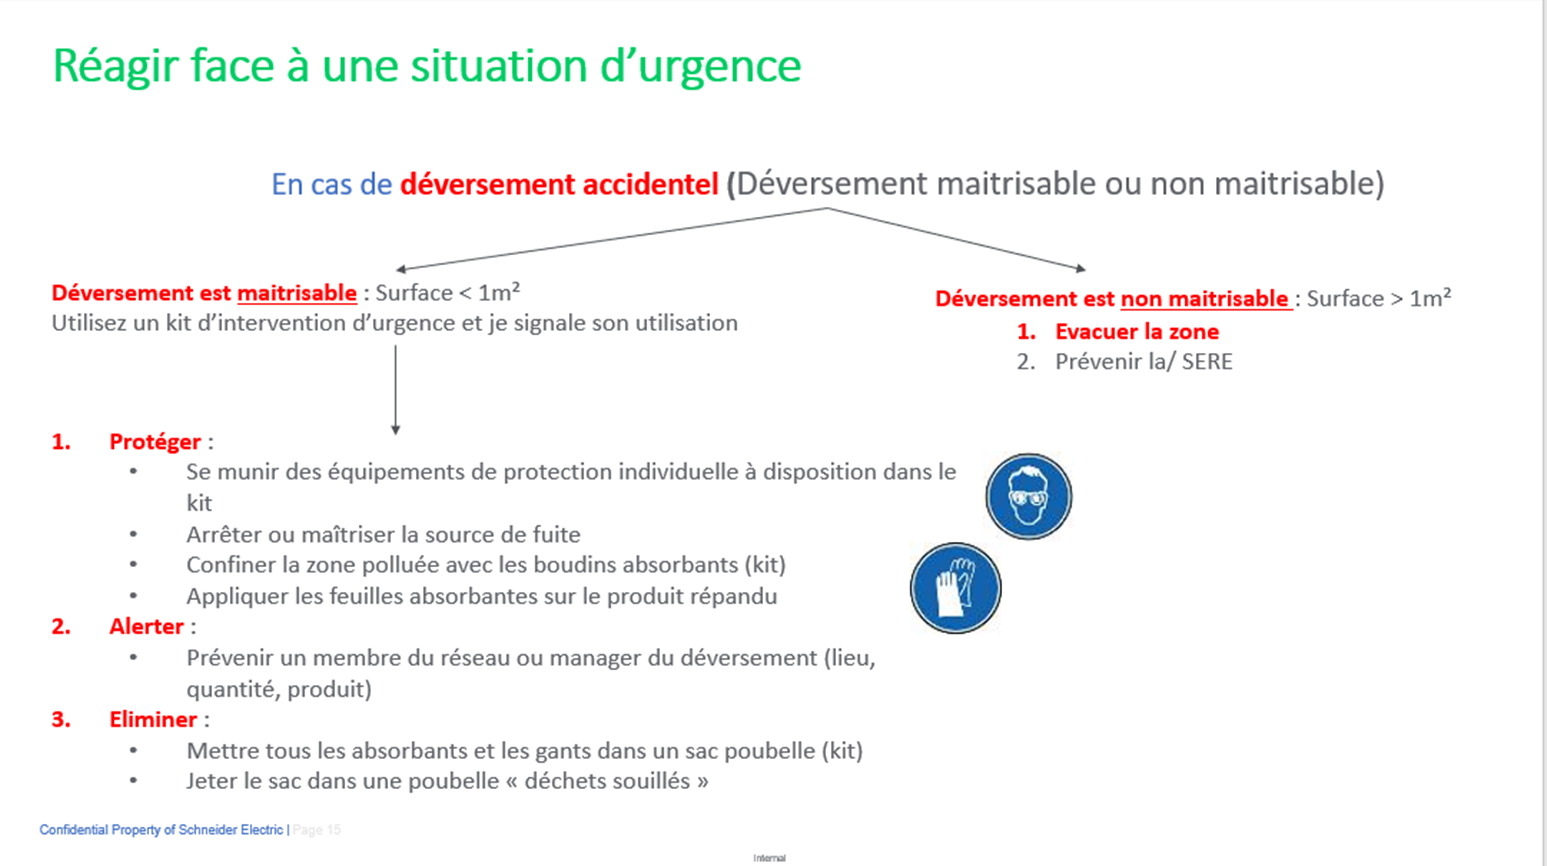 Réagir face à une situation d’urgence
En cas de déversement accidentel (Déversement maitrisable ou non maitrisable)
Déversement est maitrisable : Surface < 1m²
Utilisez un kit d’intervention d’urgence et je signale son utilisation
Déversement est non maitrisable : Surface > 1m²
1. Evacuer la zone
2. Prévenir la/ SERE
1. Protéger :
• Se munir des équipements de protection individuelle à disposition dans le
kit
• Arrêter ou maîtriser la source de fuite
• Confiner la zone polluée avec les boudins absorbants (kit)
• Appliquer les feuilles absorbantes sur le produit répandu
2. Alerter :
• Prévenir un membre du réseau ou manager du déversement (lieu,
quantité, produit)
3. Eliminer :
• Mettre tous les absorbants et les gants dans un sac poubelle (kit)
• Jeter le sac dans une poubelle « déchets souillés »
Confidential Property of Schneider Electric | Page 15
Internal